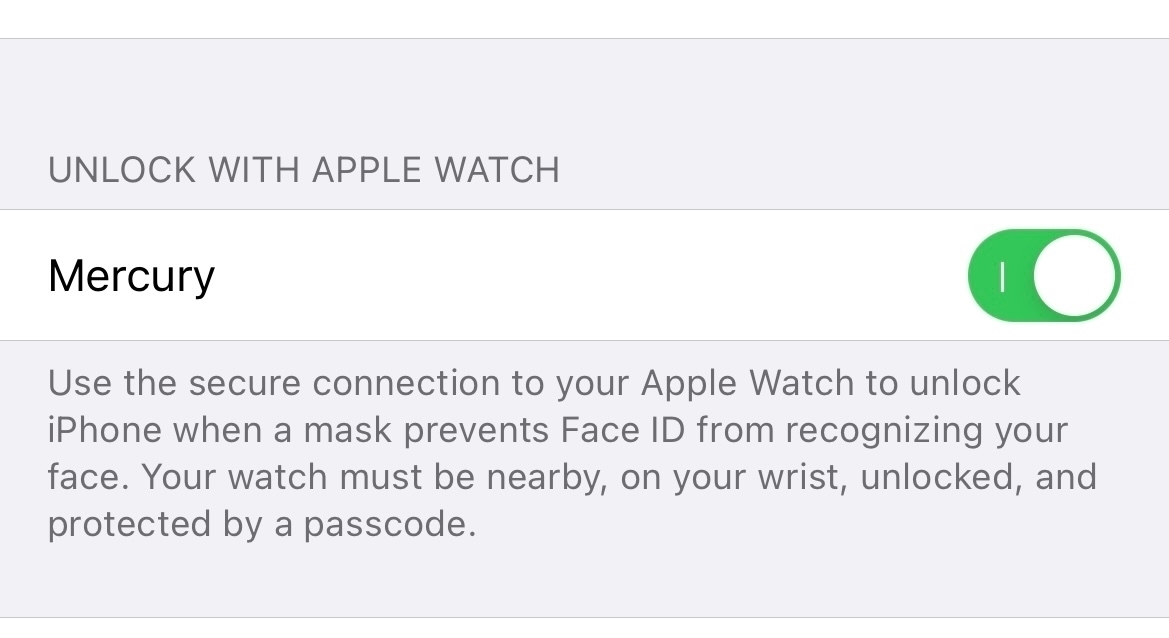 UNLOCK WITH APPLE WATCH
Mercury
Use the secure connection to your Apple Watch to unlock
iPhone when a mask prevents Face ID from recognizing your
face. Your watch must be nearby, on your wrist, unlocked, and
protected by a passcode.